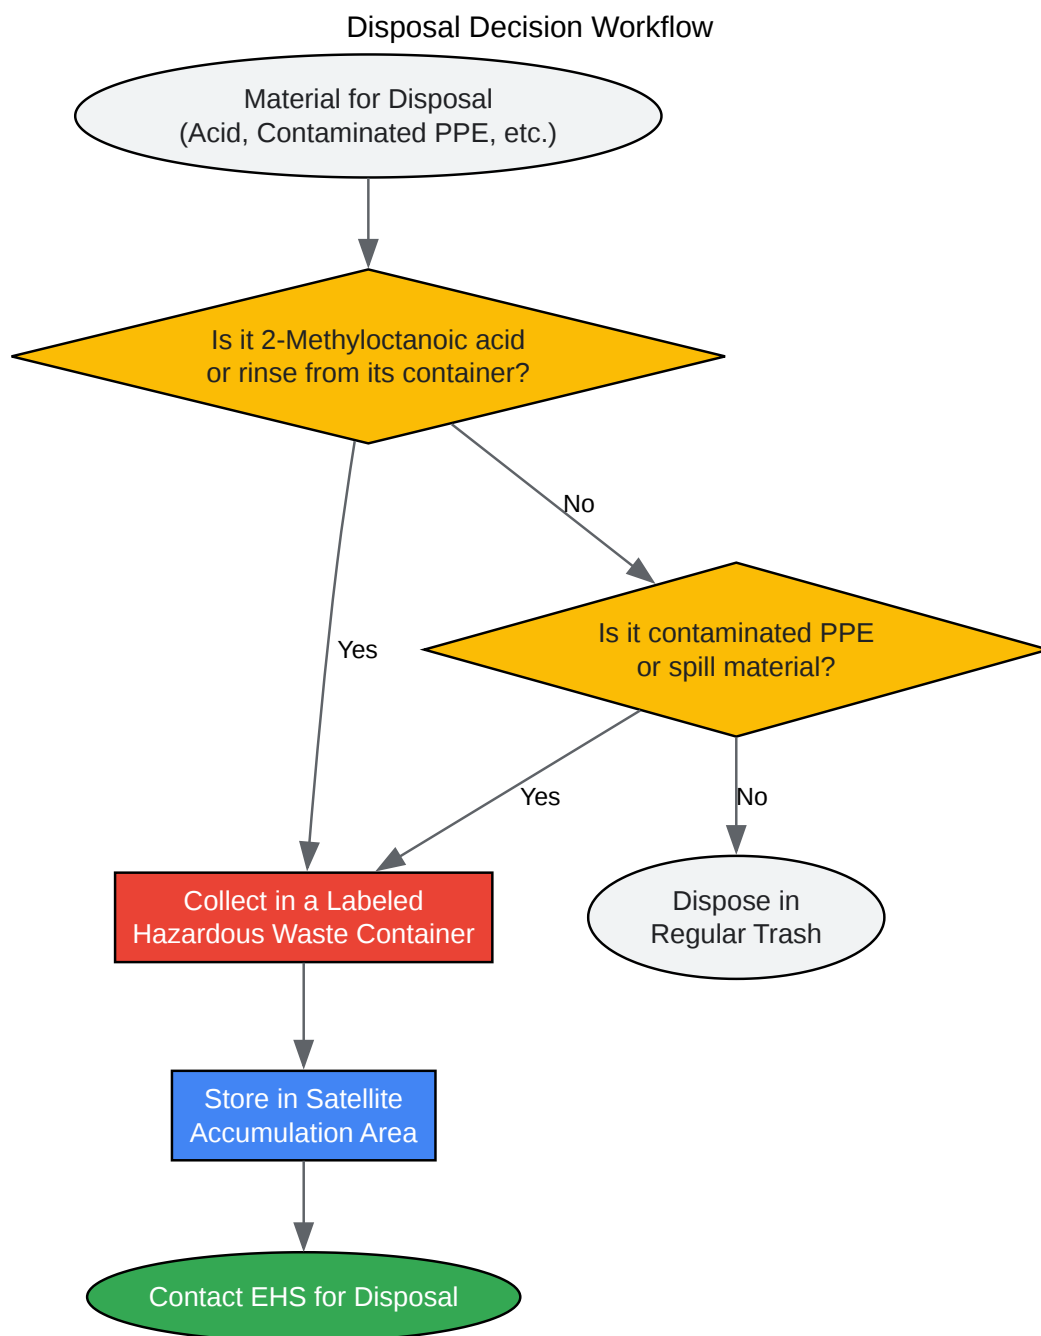 Disposal Decision Workflow
Material for Disposal
(Acid, Contaminated PPE, etc.)
Is it 2-Methyloctanoic acid
or rinse from its container?
No
Yes
Is it contaminated PPE
or spill material?
Yes
No
Collect in a Labeled
Hazardous Waste Container
Dispose in
Regular Trash
Store in Satellite
Accumulation Area
Contact EHS for Disposal